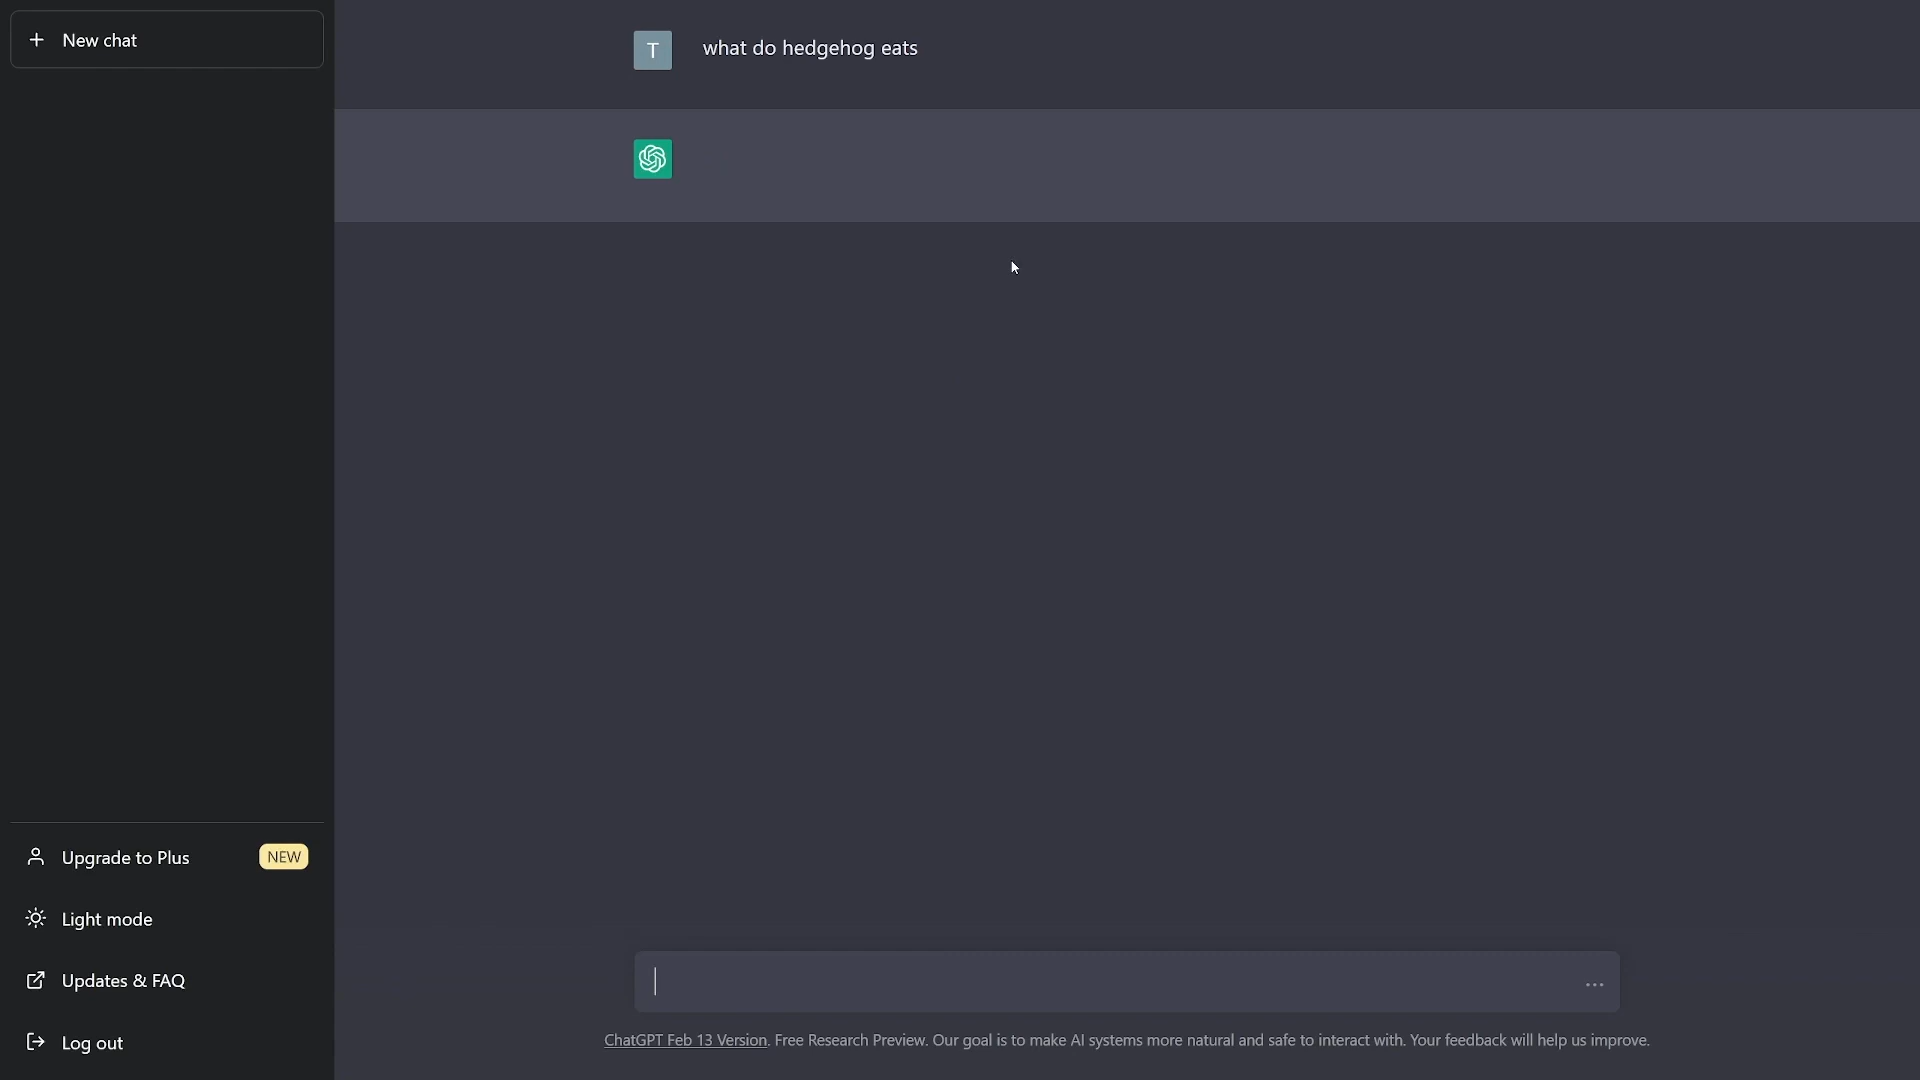 New chat
T
what do hedgehog eats
Upgrade to Plus
NEW
Light mode
Updates & FAQ
Log out
ChatGPT Feb 13 Version. Free Research Preview. Our goal is to make AI systems more natural and safe to interact with. Your feedback will help us improve.